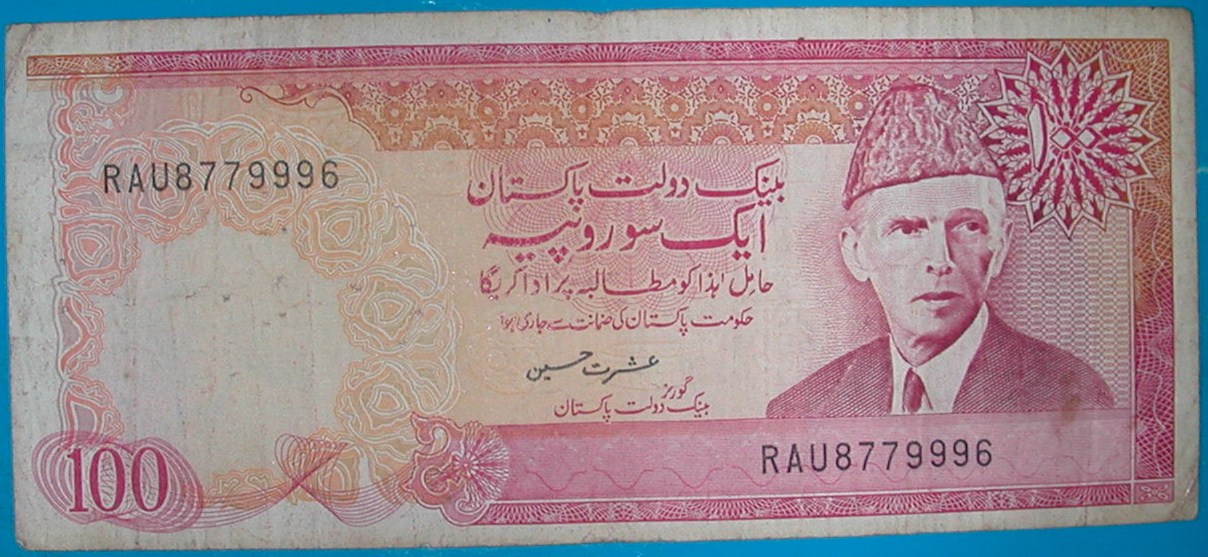 ۱۰۰
RAU8779996
بینک دولت پاکستان
ایک سو روپیہ
حامل ہٰذا کو مطالبہ پر ادا کریگا
حکومت پاکستان کی ضمانت سے جاری ہوا
عشرت حسین
گورنر
بینک دولت پاکستان
100
RAU8779996